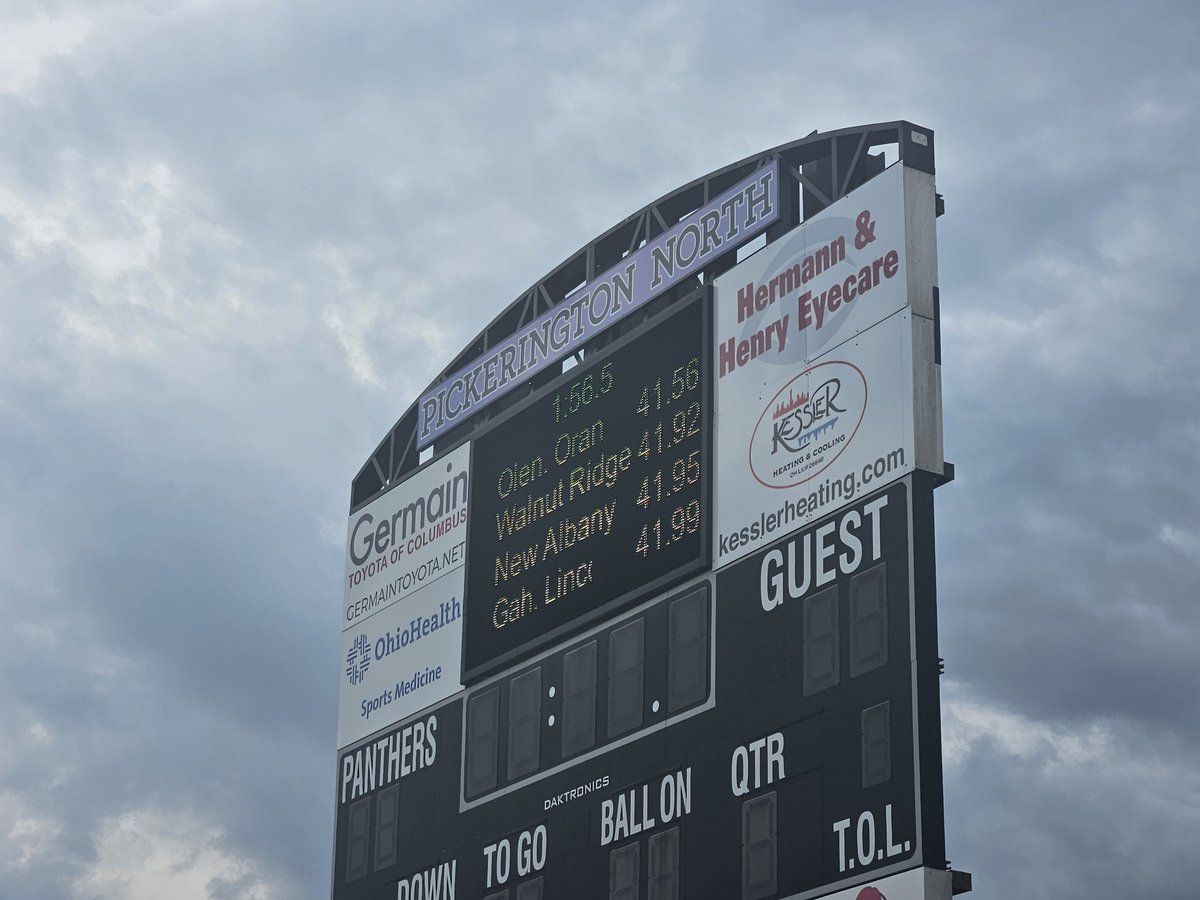 PICKERINGTON NORTH
Hermann &
Henry Eyecare
KESSLER
HEATING & COOLING
kesslerheating.com
1:56.5
Olen. Oran 41.56
Walnut Ridge 41.92
New Albany 41.95
Gah. Linc 41.99
Germain
TOYOTA OF COLUMBUS
GERMAINTOYOTA.NET
OhioHealth
Sports Medicine
GUEST
PANTHERS
DAKTRONICS
DOWN
TO GO
BALL ON
QTR
T.O.L.